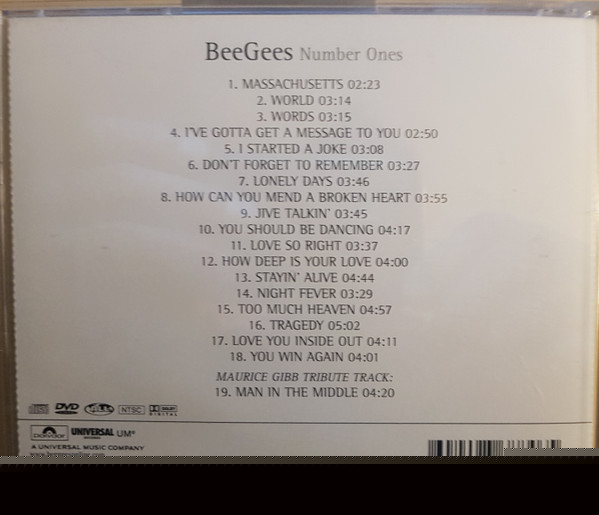 BeeGees Number Ones
1. MASSACHUSETTS 02:23
2. WORLD 03:14
3. WORDS 03:15
4. I'VE GOTTA GET A MESSAGE TO YOU 02:50
5. I STARTED A JOKE 03:08
6. DON'T FORGET TO REMEMBER 03:27
7. LONELY DAYS 03:46
8. HOW CAN YOU MEND A BROKEN HEART 03:55
9. JIVE TALKIN' 03:45
10. YOU SHOULD BE DANCING 04:17
11. LOVE SO RIGHT 03:37
12. HOW DEEP IS YOUR LOVE 04:00
13. STAYIN' ALIVE 04:44
14. NIGHT FEVER 03:29
15. TOO MUCH HEAVEN 04:57
16. TRAGEDY 05:02
17. LOVE YOU INSIDE OUT 04:11
18. YOU WIN AGAIN 04:01
MAURICE GIBB TRIBUTE TRACK:
19. MAN IN THE MIDDLE 04:20
DVD NTSC DOLBY DIGITAL
polydor UNIVERSAL UMe
A UNIVERSAL MUSIC COMPANY